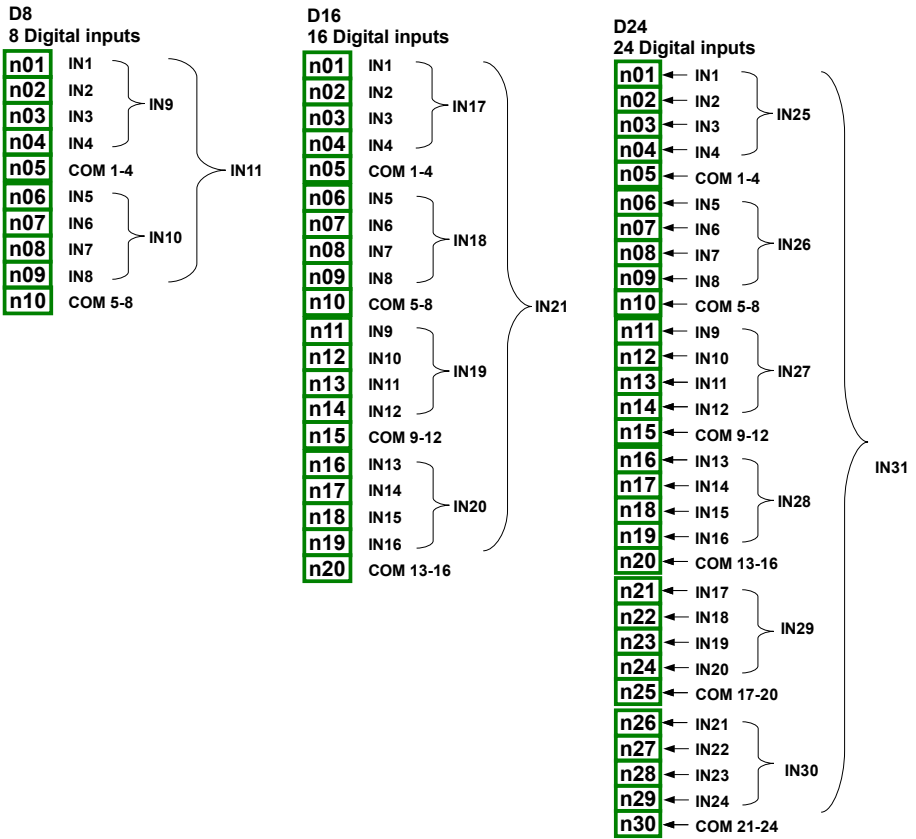 D8
8 Digital inputs
n01 IN1
n02 IN2
IN9
n03 IN3
n04 IN4
n05 COM 1-4
IN11
n06 IN5
n07 IN6
IN10
n08 IN7
n09 IN8
n10 COM 5-8
D16
16 Digital inputs
n01 IN1
n02 IN2
IN17
n03 IN3
n04 IN4
n05 COM 1-4
n06 IN5
n07 IN6
IN18
n08 IN7
n09 IN8
n10 COM 5-8
IN21
n11 IN9
n12 IN10
IN19
n13 IN11
n14 IN12
n15 COM 9-12
n16 IN13
n17 IN14
IN20
n18 IN15
n19 IN16
n20 COM 13-16
D24
24 Digital inputs
n01 IN1
n02 IN2
IN25
n03 IN3
n04 IN4
n05 COM 1-4
n06 IN5
n07 IN6
IN26
n08 IN7
n09 IN8
n10 COM 5-8
n11 IN9
n12 IN10
IN27
n13 IN11
n14 IN12
n15 COM 9-12
IN31
n16 IN13
n17 IN14
IN28
n18 IN15
n19 IN16
n20 COM 13-16
n21 IN17
n22 IN18
IN29
n23 IN19
n24 IN20
n25 COM 17-20
n26 IN21
n27 IN22
IN30
n28 IN23
n29 IN24
n30 COM 21-24